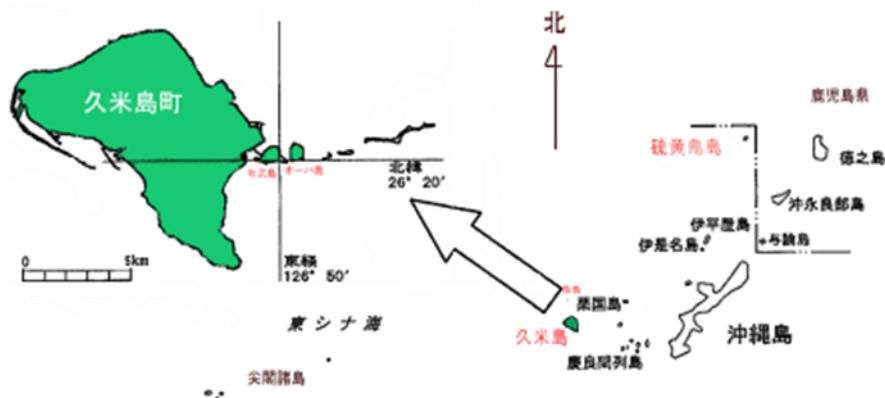 北
久米島町
鹿児島県
硫黄鳥島
徳之島
オーハ島
北緯
26° 20′
沖永良部島
伊平屋島
伊是名島
与論島
0
5km
東経
126° 50′
粟国島
東シナ海
久米島
沖縄島
慶良間列島
尖閣諸島